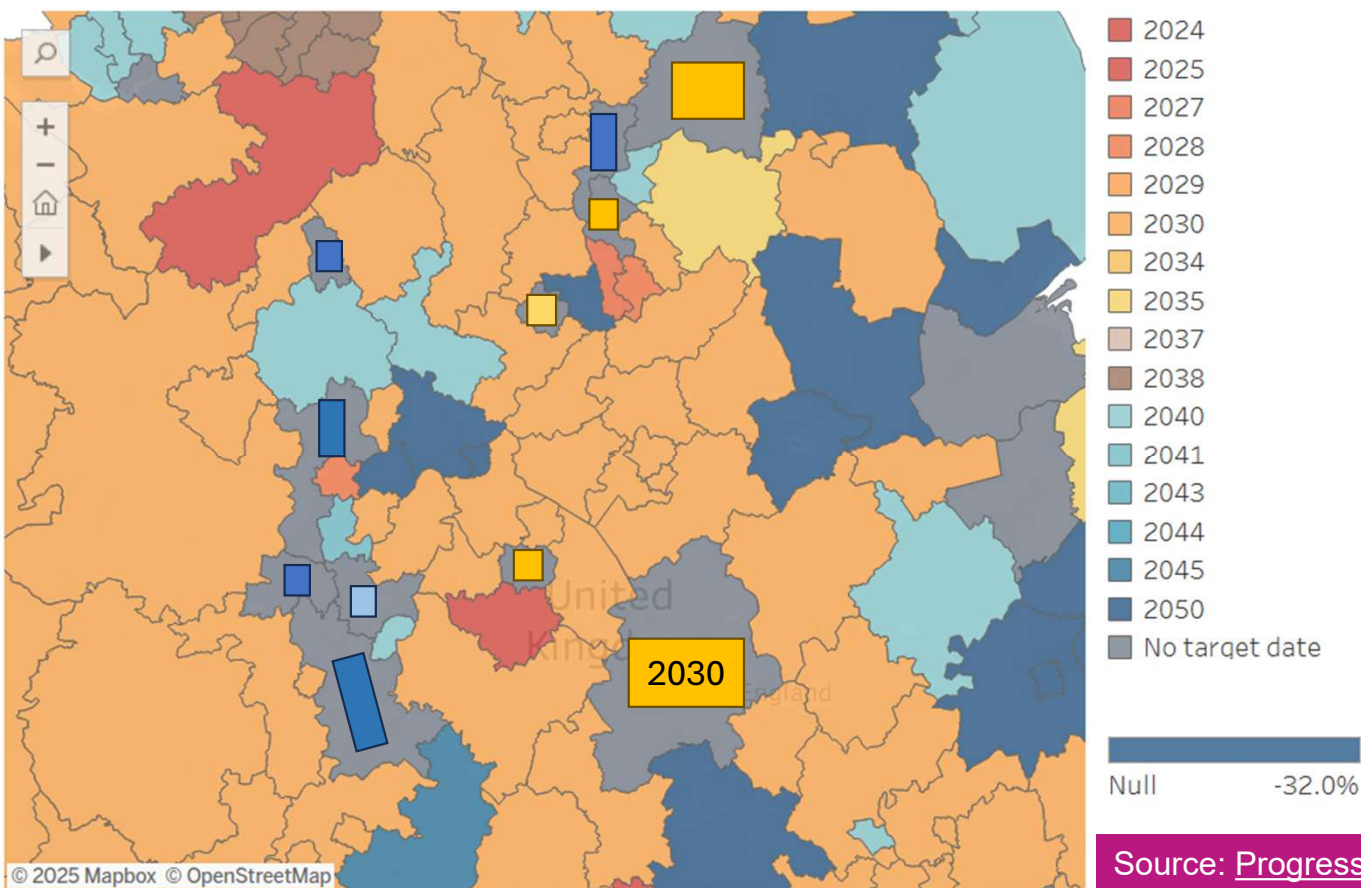 2024
2025
2027
2028
2029
2030
2034
2035
2037
2038
2040
2041
2043
2044
2045
2050
No target date
United
Kingdom
2030
England
Null -32.0%
© 2025 Mapbox © OpenStreetMap
Source: Progress